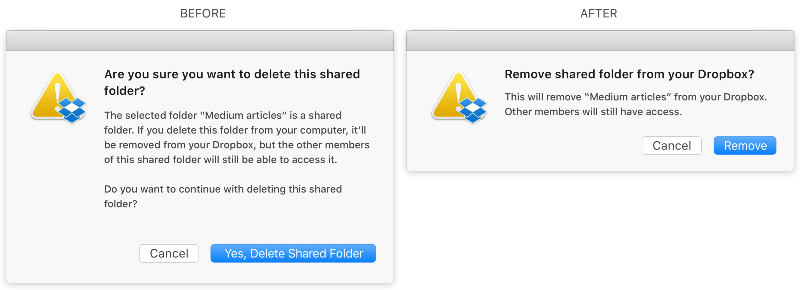 BEFORE
Are you sure you want to delete this shared
folder?
The selected folder “Medium articles” is a shared
folder. If you delete this folder from your computer, it'll
be removed from your Dropbox, but the other members
of this shared folder will still be able to access it.
Do you want to continue with deleting this shared
folder?
Cancel
Yes, Delete Shared Folder
AFTER
Remove shared folder from your Dropbox?
This will remove “Medium articles” from your Dropbox.
Other members will still have access.
Cancel
Remove